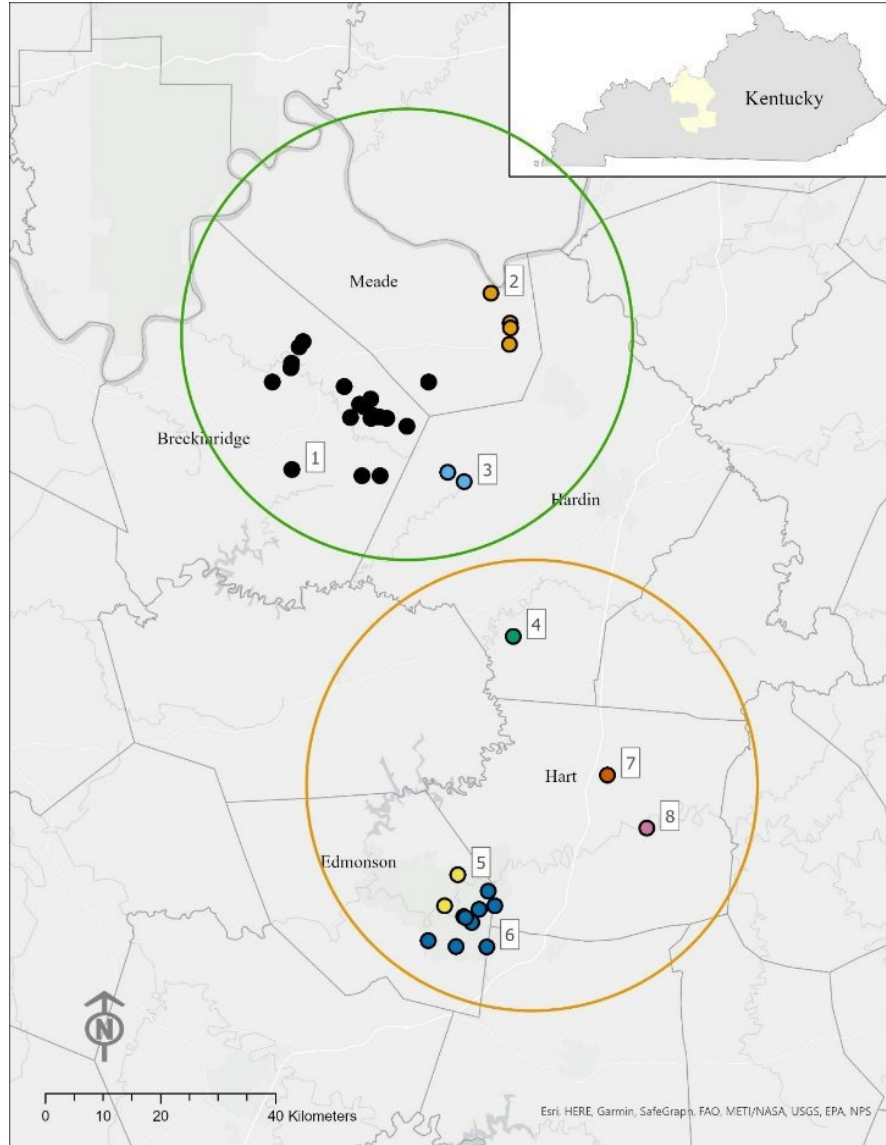 Kentucky
Meade
2
Breckinridge
1
3
Hardin
4
7
Hart
8
5
Edmonson
6
N
0 10 20 40 Kilometers
Esri, HERE, Garmin, SafeGraph, FAO, METI/NASA, USGS, EPA, NPS